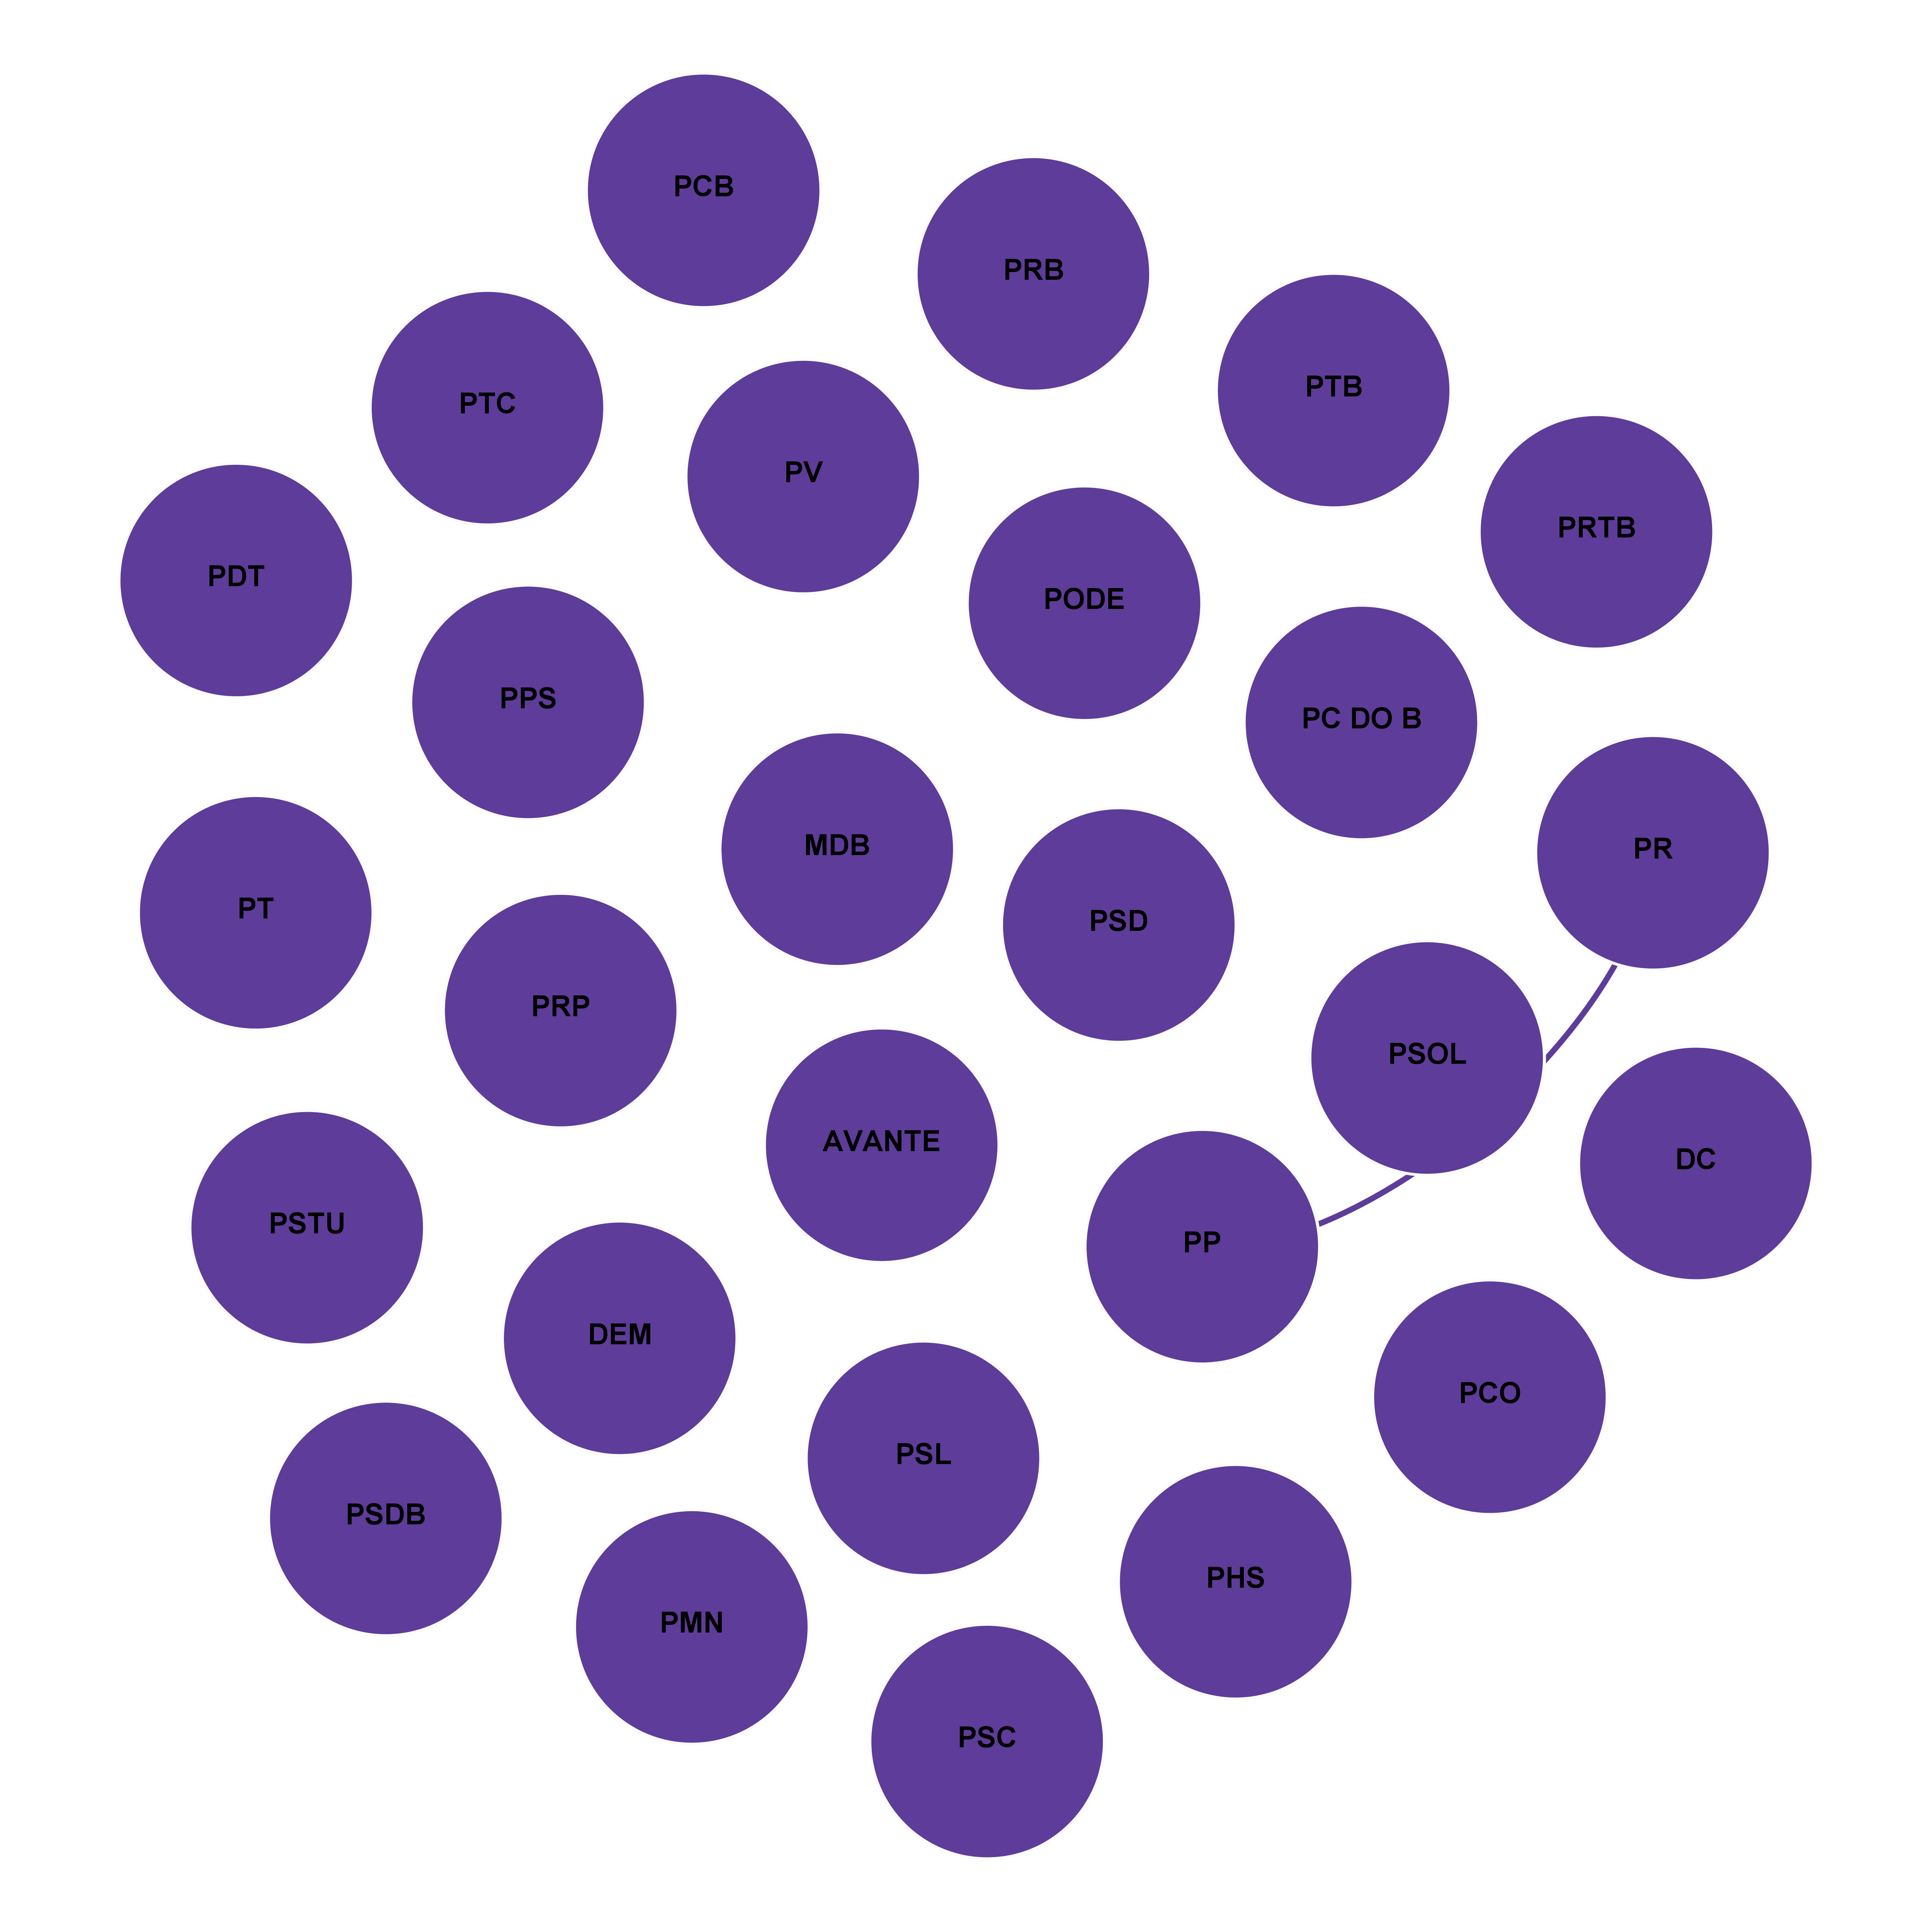 PCB
PRB
PTB
PTC
PV
PRTB
PDT
PODE
PPS
PC DO B
MDB
PR
PT
PSD
PRP
PSOL
AVANTE
DC
PSTU
PP
DEM
PCO
PSL
PSDB
PHS
PMN
PSC